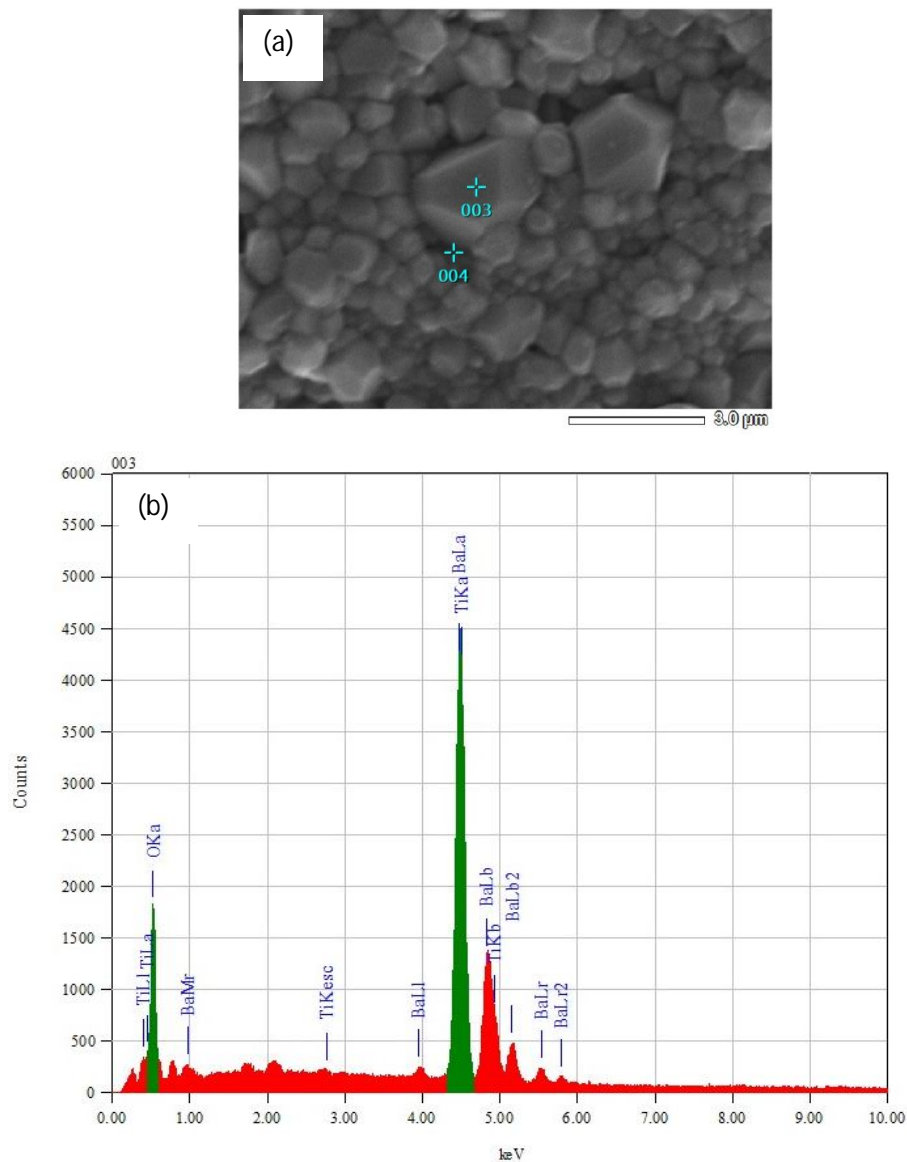 (a)
003
004
3.0 μm
003
(b)
6000
5500
5000
4500
4000
3500
3000
2500
2000
1500
1000
500
0
Counts
TiLl
TiLa
OKa
BaMr
TiKesc
BaLl
TiKa
BaLa
BaLb
TiKb
BaLb2
BaLr
BaLr2
0.00 1.00 2.00 3.00 4.00 5.00 6.00 7.00 8.00 9.00 10.00
keV